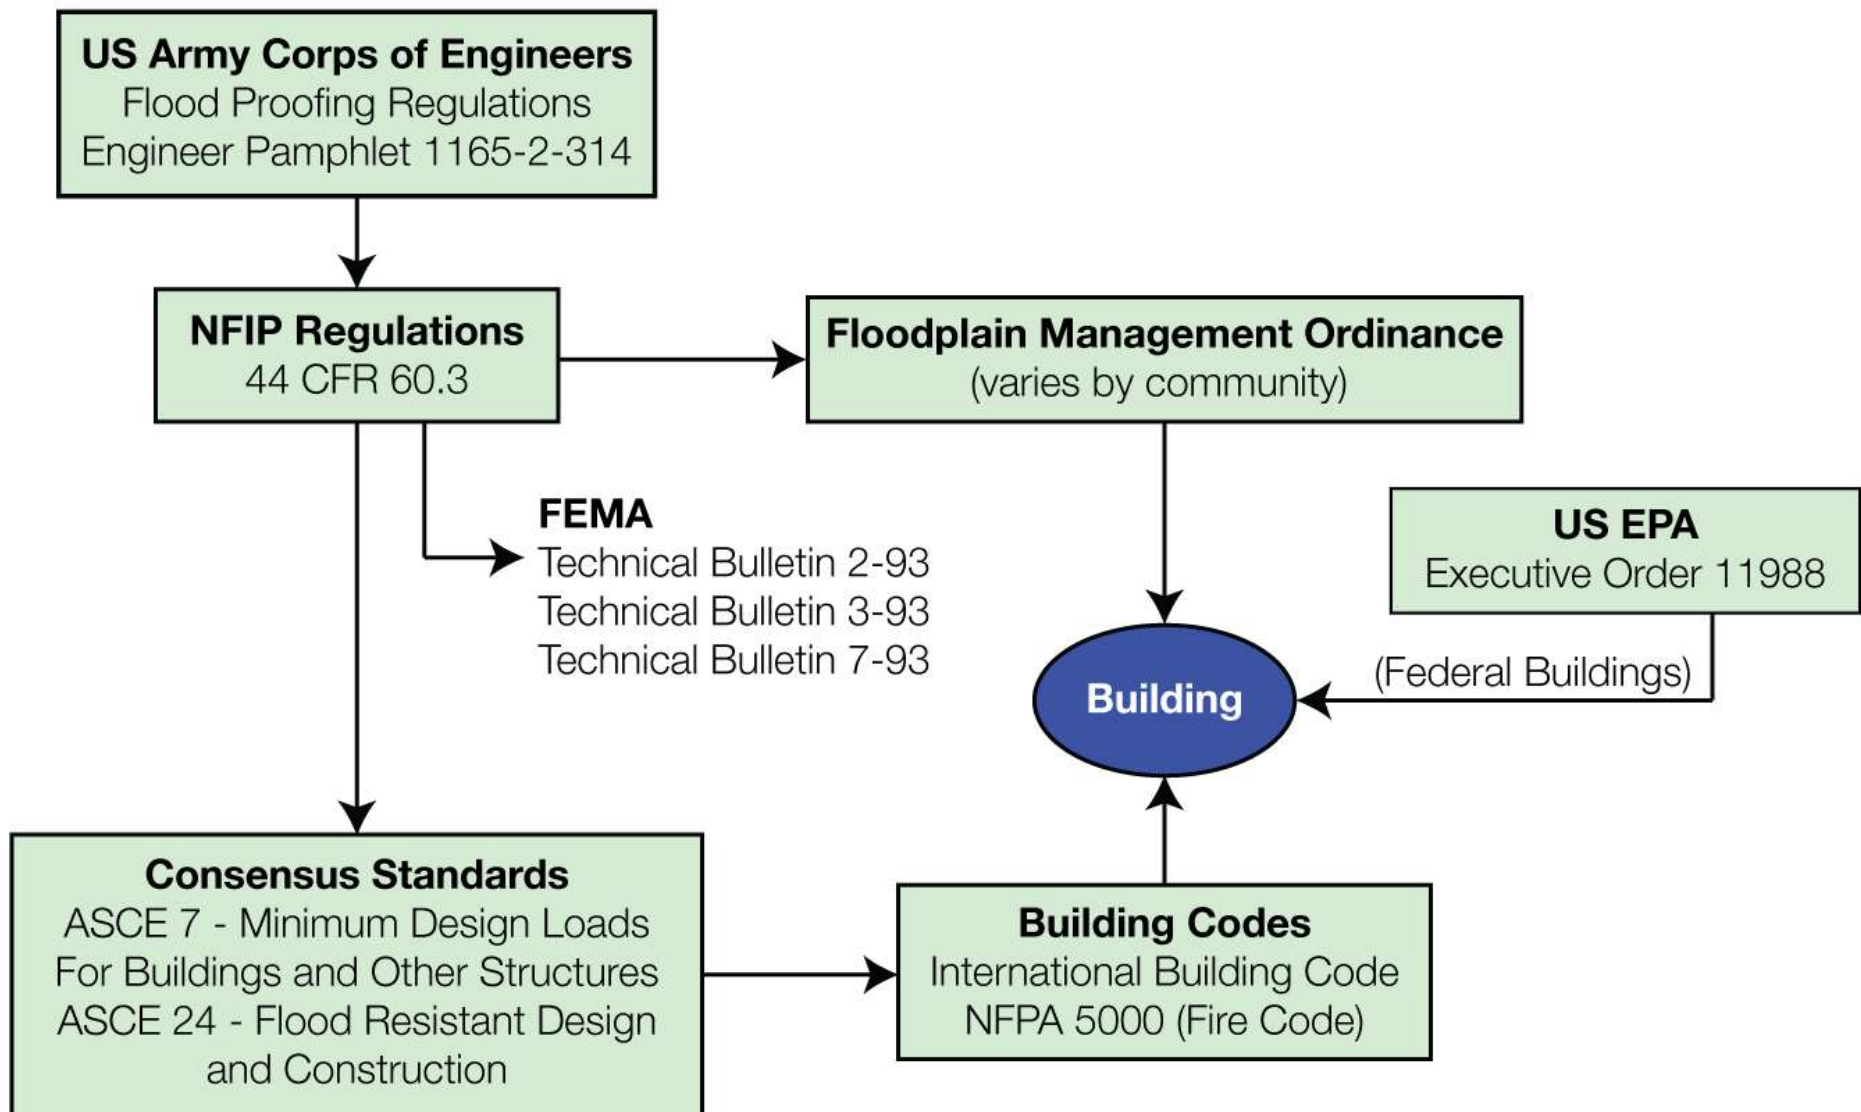 US Army Corps of Engineers
Flood Proofing Regulations
Engineer Pamphlet 1165-2-314
NFIP Regulations
44 CFR 60.3
Floodplain Management Ordinance
(varies by community)
FEMA
Technical Bulletin 2-93
Technical Bulletin 3-93
Technical Bulletin 7-93
US EPA
Executive Order 11988
(Federal Buildings)
Building
Consensus Standards
ASCE 7 - Minimum Design Loads
For Buildings and Other Structures
ASCE 24 - Flood Resistant Design
and Construction
Building Codes
International Building Code
NFPA 5000 (Fire Code)